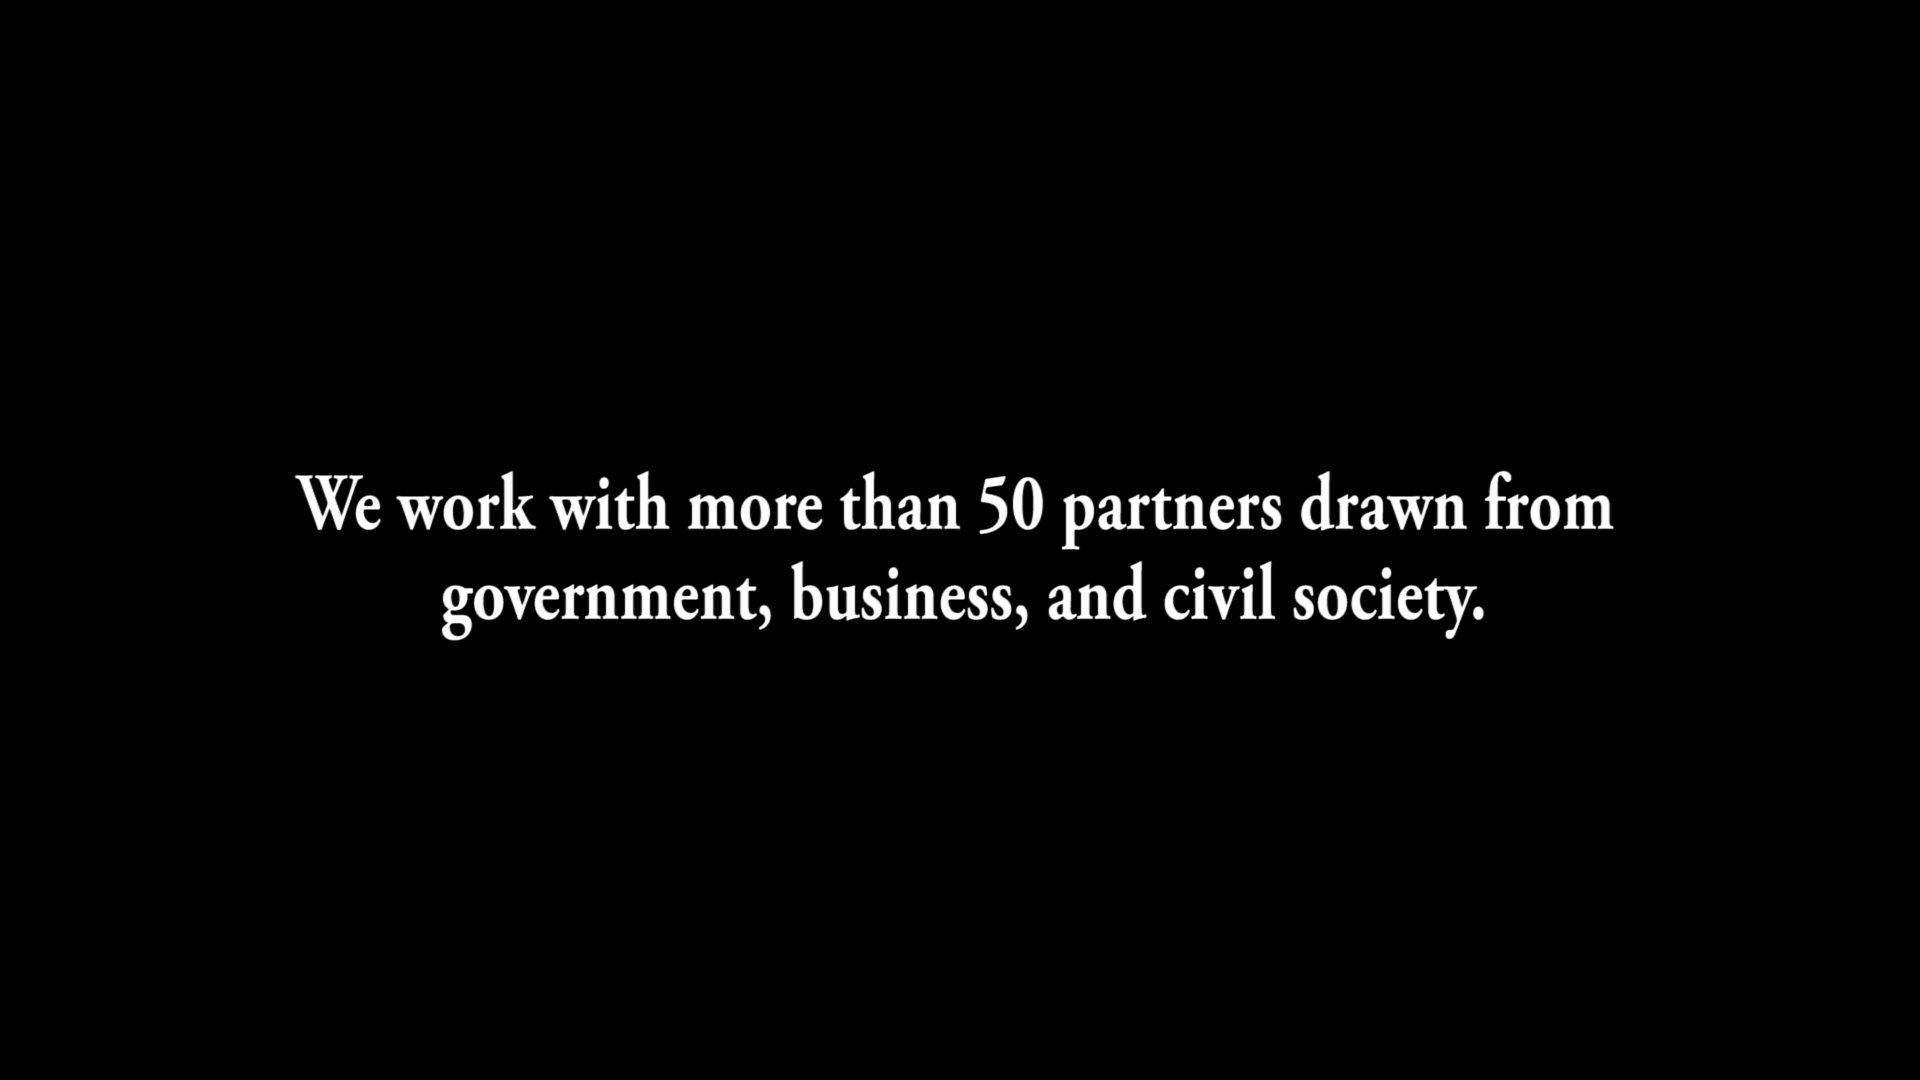 We work with more than 50 partners drawn from
government, business, and civil society.